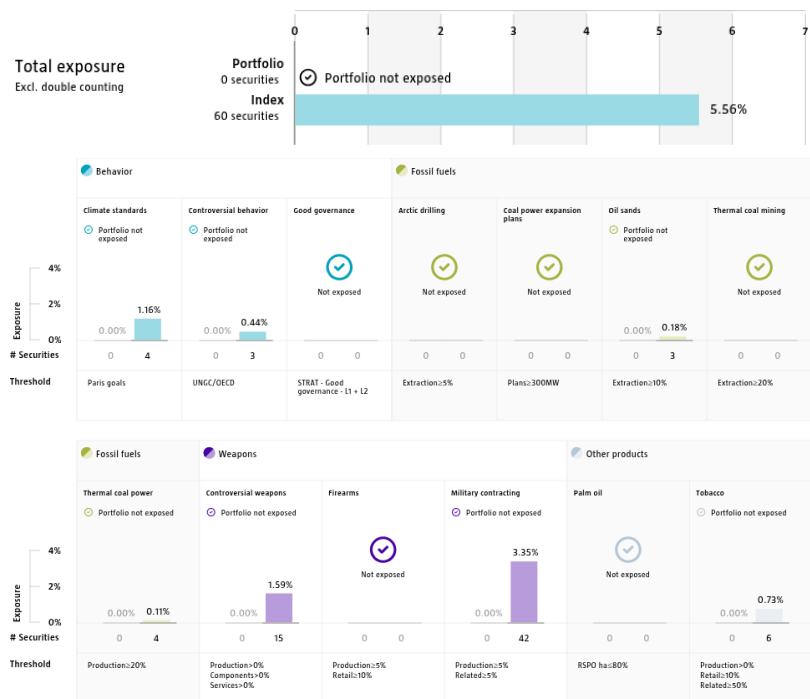 0 1 2 3 4 5 6 7
Total exposure
Excl. double counting
Portfolio
0 securities
Portfolio not exposed
Index
60 securities
5.56%
Behavior
Fossil fuels
Climate standards
Controversial behavior
Good governance
Arctic drilling
Coal power expansion
plans
Oil sands
Thermal coal mining
Portfolio not
exposed
Portfolio not
exposed
Portfolio not
exposed
Not exposed
Not exposed
Not exposed
Not exposed
Exposure
4%
2%
0%
0.00% 1.16%
0.00% 0.44%
0.00% 0.18%
# Securities 0 4 0 3 0 0 0 0 0 0 0 3 0 0
Threshold
Paris goals
UNGC/OECD
STRAT - Good
governance - L1 + L2
Extraction≥5%
Plans≥300MW
Extraction≥10%
Extraction≥20%
Fossil fuels
Weapons
Other products
Thermal coal power
Controversial weapons
Firearms
Military contracting
Palm oil
Tobacco
Portfolio not exposed
Portfolio not exposed
Portfolio not exposed
Portfolio not exposed
Not exposed
Not exposed
Exposure
4%
2%
0%
0.00% 0.11%
0.00% 1.59%
0.00% 3.35%
0.00% 0.73%
# Securities 0 4 0 15 0 0 0 42 0 0 0 6
Threshold
Production≥20%
Production>0%
Components>0%
Services>0%
Production≥5%
Retail≥10%
Production≥5%
Related≥5%
RSPO ha≤80%
Production>0%
Retail≥10%
Related≥50%